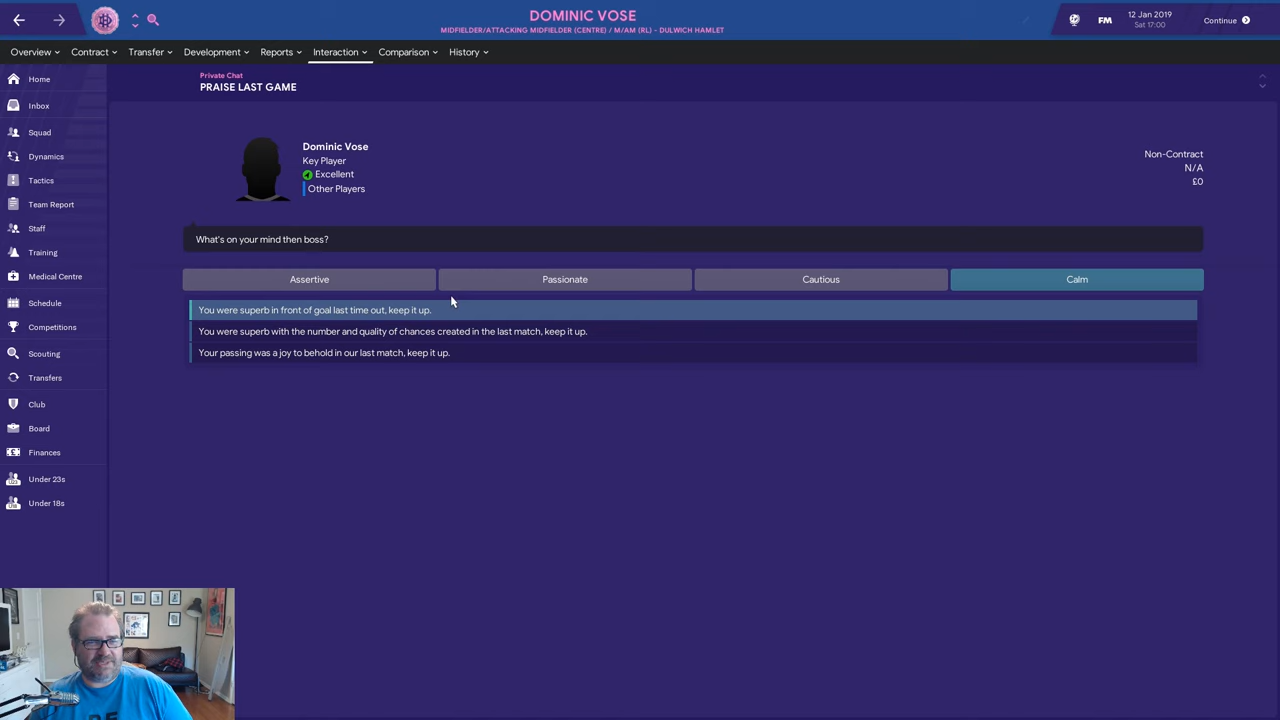 DOMINIC VOSE
MIDFIELDER/ATTACKING MIDFIELDER (CENTRE) / M/AM (RL) - DULWICH HAMLET
FM
12 Jan 2019
Sat 17:00
Continue
Overview
Contract
Transfer
Development
Reports
Interaction
Comparison
History
Home
Inbox
Squad
Dynamics
Tactics
Team Report
Staff
Training
Medical Centre
Schedule
Competitions
Scouting
Transfers
Club
Board
Finances
Under 23s
Under 18s
Private Chat
PRAISE LAST GAME
Dominic Vose
Key Player
Excellent
Other Players
Non-Contract
N/A
£0
What's on your mind then boss?
Assertive
Passionate
Cautious
Calm
You were superb in front of goal last time out, keep it up.
You were superb with the number and quality of chances created in the last match, keep it up.
Your passing was a joy to behold in our last match, keep it up.